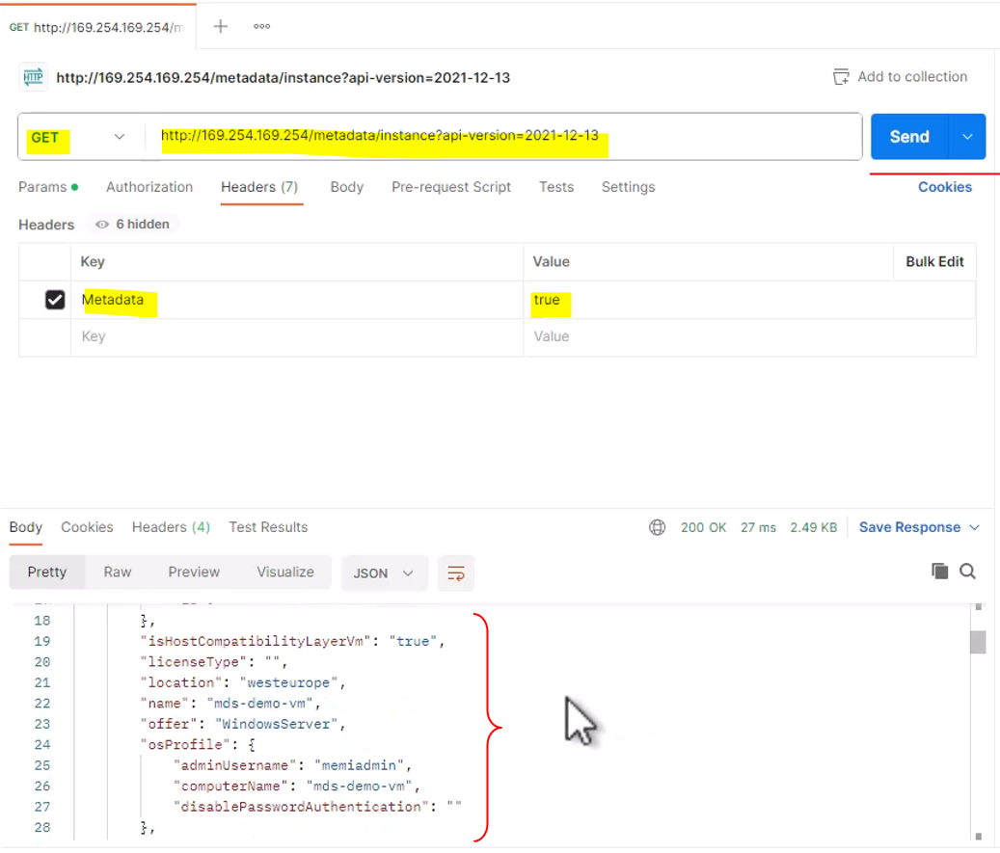 GET http://169.254.169.254/m
http://169.254.169.254/metadata/instance?api-version=2021-12-13
Add to collection
GET http://169.254.169.254/metadata/instance?api-version=2021-12-13 Send
Params Authorization Headers (7) Body Pre-request Script Tests Settings Cookies
Headers 6 hidden
Key Value Bulk Edit
Metadata true
Key Value
Body Cookies Headers (4) Test Results 200 OK 27 ms 2.49 KB Save Response
Pretty Raw Preview Visualize JSON
18 },
19 "isHostCompatibilityLayerVm": "true",
20 "licenseType": "",
21 "location": "westeurope",
22 "name": "mds-demo-vm",
23 "offer": "WindowsServer",
24 "osProfile": {
25 "adminUsername": "memiadmin",
26 "computerName": "mds-demo-vm",
27 "disablePasswordAuthentication": ""
28 },